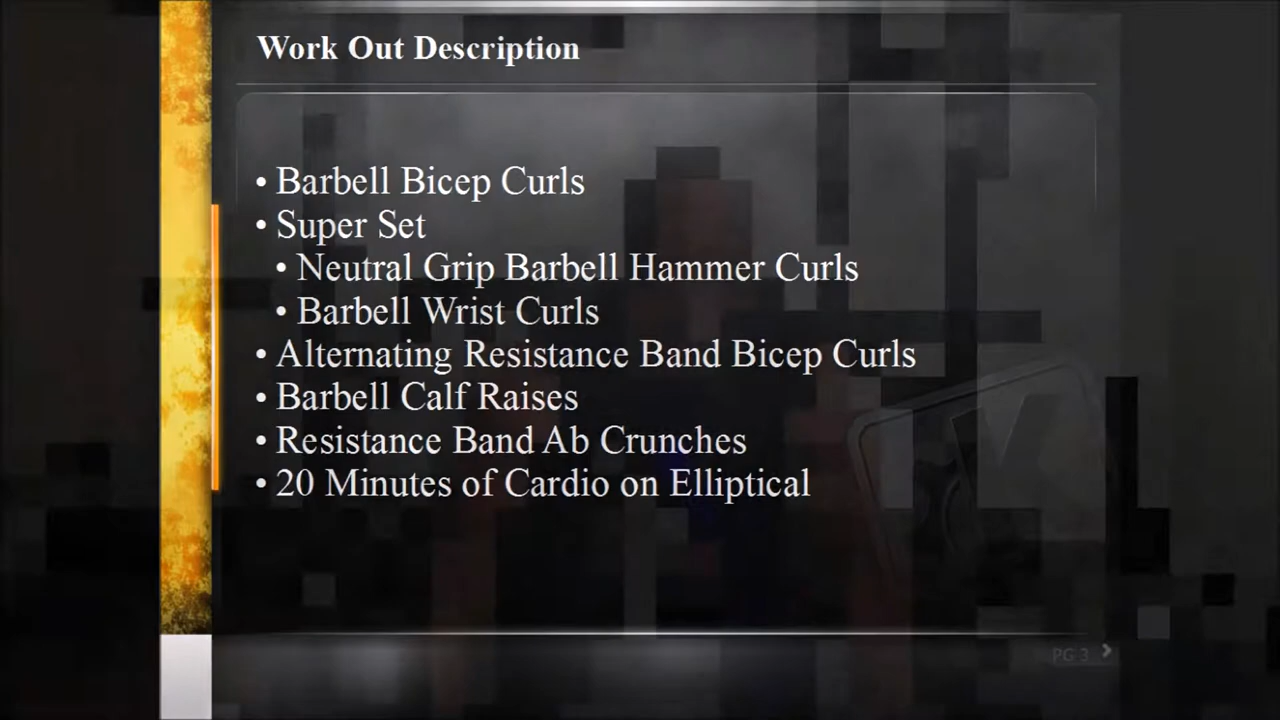 Work Out Description
• Barbell Bicep Curls
• Super Set
• Neutral Grip Barbell Hammer Curls
• Barbell Wrist Curls
• Alternating Resistance Band Bicep Curls
• Barbell Calf Raises
• Resistance Band Ab Crunches
• 20 Minutes of Cardio on Elliptical
PG 3